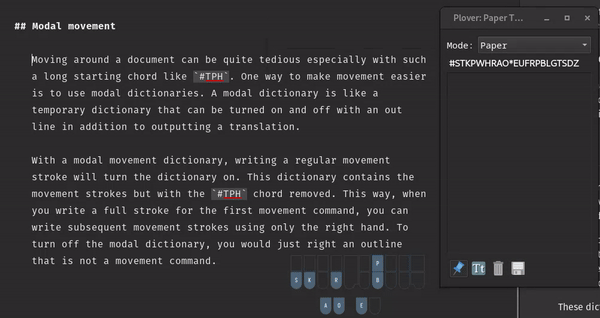 ## Modal movement
Moving around a document can be quite tedious especially with such
a long starting chord like `#TPH`. One way to make movement easier
is to use modal dictionaries. A modal dictionary is like a
temporary dictionary that can be turned on and off with an out
line in addition to outputting a translation.
With a modal movement dictionary, writing a regular movement
stroke will turn the dictionary on. This dictionary contains the
movement strokes but with the `#TPH` chord removed. This way, when
you write a full stroke for the first movement command, you can
write subsequent movement strokes using only the right hand. To
turn off the modal dictionary, you would just right an outline
that is not a movement command.
Plover: Paper T...
Mode: Paper
#STKPWHRAO*EUFRPBLGTSDZ
Tt
P
S K R B
A O E
These dic